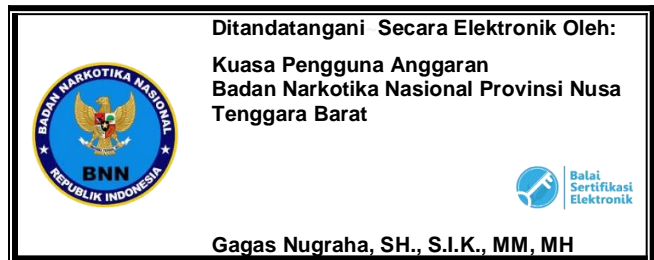 Ditandatangani Secara Elektronik Oleh:
Kuasa Pengguna Anggaran
Badan Narkotika Nasional Provinsi Nusa
Tenggara Barat
BADAN NARKOTIKA NASIONAL
BNN
REPUBLIK INDONESIA
Balai
Sertifikasi
Elektronik
Gagas Nugraha, SH., S.I.K., MM, MH